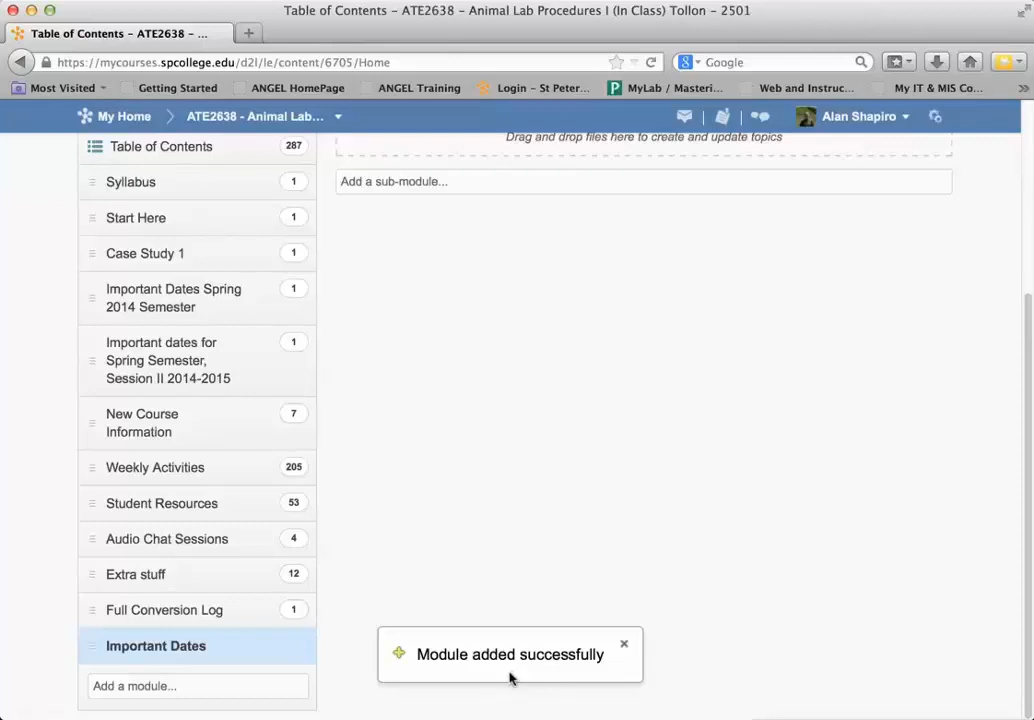 Table of Contents – ATE2638 – Animal Lab Procedures I (In Class) Tollon – 2501
Table of Contents – ATE2638 – ...
https://mycourses.spcollege.edu/d2l/le/content/6705/Home
Google
Most Visited
Getting Started
ANGEL HomePage
ANGEL Training
Login – St Peter...
MyLab / Masteri...
Web and Instruc...
My IT & MIS Co...
My Home
ATE2638 - Animal Lab...
Alan Shapiro
Table of Contents 287
Drag and drop files here to create and update topics
Add a sub-module...
Syllabus 1
Start Here 1
Case Study 1 1
Important Dates Spring 1
2014 Semester
Important dates for 1
Spring Semester,
Session II 2014-2015
New Course 7
Information
Weekly Activities 205
Student Resources 53
Audio Chat Sessions 4
Extra stuff 12
Full Conversion Log 1
Important Dates
Module added successfully
Add a module...